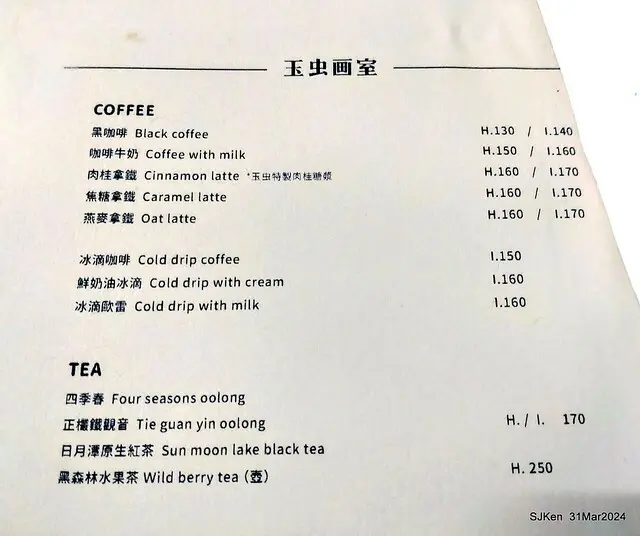 玉虫画室
COFFEE
黑咖啡 Black coffee H.130 / I.140
咖啡牛奶 Coffee with milk H.150 / I.160
肉桂拿鐵 Cinnamon latte *玉虫特製肉桂糖漿 H.160 / I.170
焦糖拿鐵 Caramel latte H.160 / I.170
燕麥拿鐵 Oat latte H.160 / I.170
冰滴咖啡 Cold drip coffee I.150
鮮奶油冰滴 Cold drip with cream I.160
冰滴歐雷 Cold drip with milk I.160
TEA
四季春 Four seasons oolong
正欉鐵觀音 Tie guan yin oolong H. / I. 170
日月潭原生紅茶 Sun moon lake black tea
黑森林水果茶 Wild berry tea (壺) H. 250
SJKen 31Mar2024